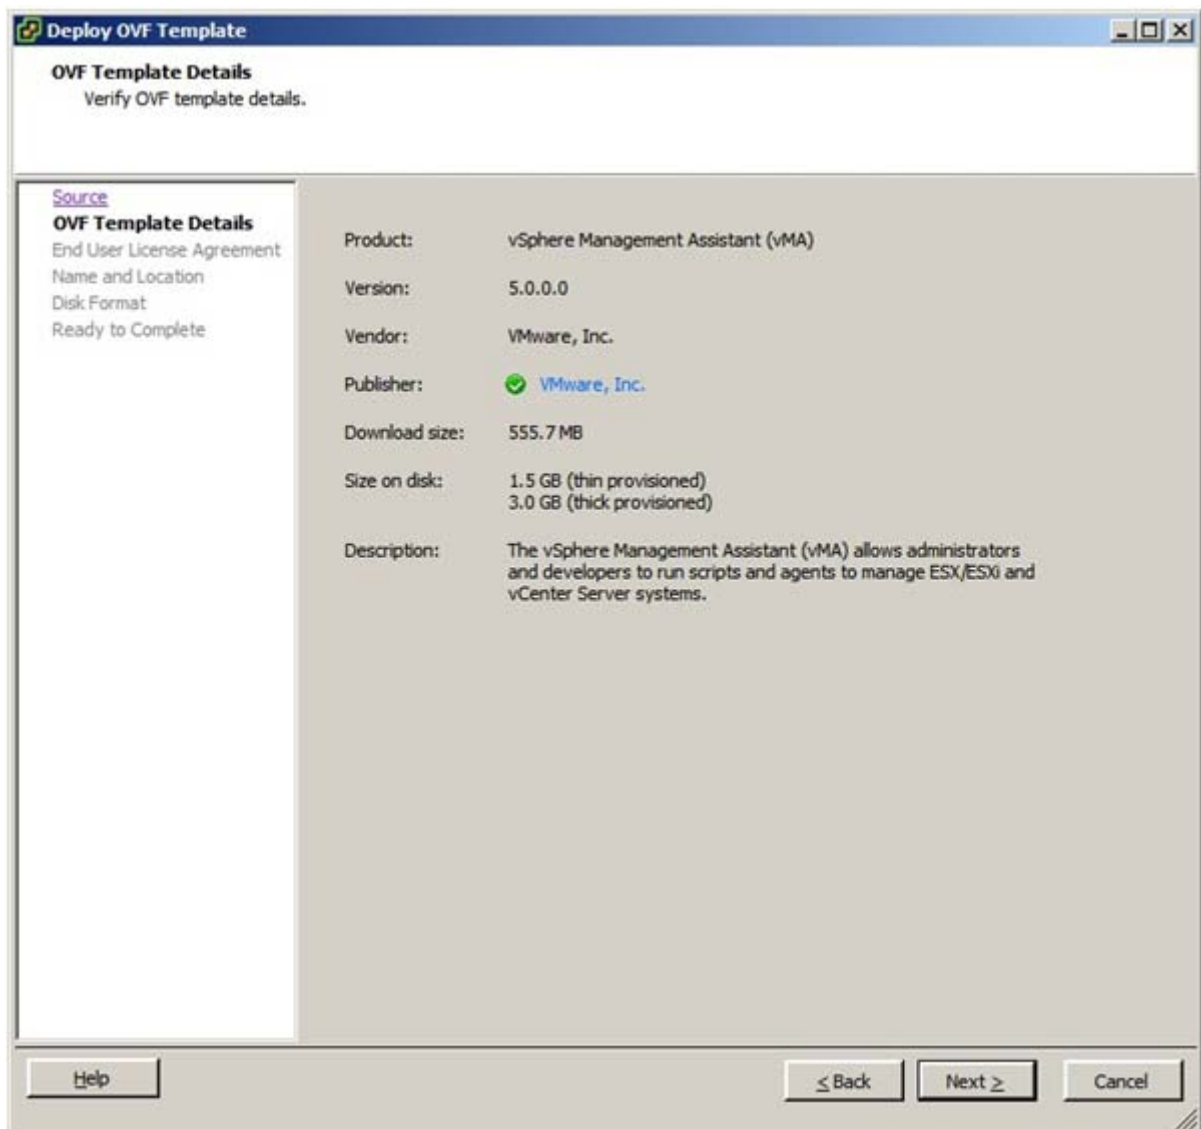 Deploy OVF Template
OVF Template Details
Verify OVF template details.
Source
OVF Template Details
End User License Agreement
Name and Location
Disk Format
Ready to Complete
Product: vSphere Management Assistant (vMA)
Version: 5.0.0.0
Vendor: VMware, Inc.
Publisher: VMware, Inc.
Download size: 555.7 MB
Size on disk: 1.5 GB (thin provisioned)
3.0 GB (thick provisioned)
Description: The vSphere Management Assistant (vMA) allows administrators
and developers to run scripts and agents to manage ESX/ESXi and
vCenter Server systems.
Help
< Back
Next >
Cancel